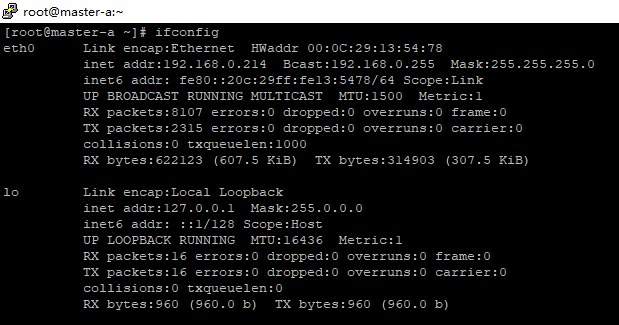 root@master-a:~
[root@master-a ~]# ifconfig
eth0      Link encap:Ethernet  HWaddr 00:0C:29:13:54:78
          inet addr:192.168.0.214  Bcast:192.168.0.255  Mask:255.255.255.0
          inet6 addr: fe80::20c:29ff:fe13:5478/64 Scope:Link
          UP BROADCAST RUNNING MULTICAST  MTU:1500  Metric:1
          RX packets:8107 errors:0 dropped:0 overruns:0 frame:0
          TX packets:2315 errors:0 dropped:0 overruns:0 carrier:0
          collisions:0 txqueuelen:1000
          RX bytes:622123 (607.5 KiB)  TX bytes:314903 (307.5 KiB)
lo        Link encap:Local Loopback
          inet addr:127.0.0.1  Mask:255.0.0.0
          inet6 addr: ::1/128 Scope:Host
          UP LOOPBACK RUNNING  MTU:16436  Metric:1
          RX packets:16 errors:0 dropped:0 overruns:0 frame:0
          TX packets:16 errors:0 dropped:0 overruns:0 carrier:0
          collisions:0 txqueuelen:0
          RX bytes:960 (960.0 b)  TX bytes:960 (960.0 b)